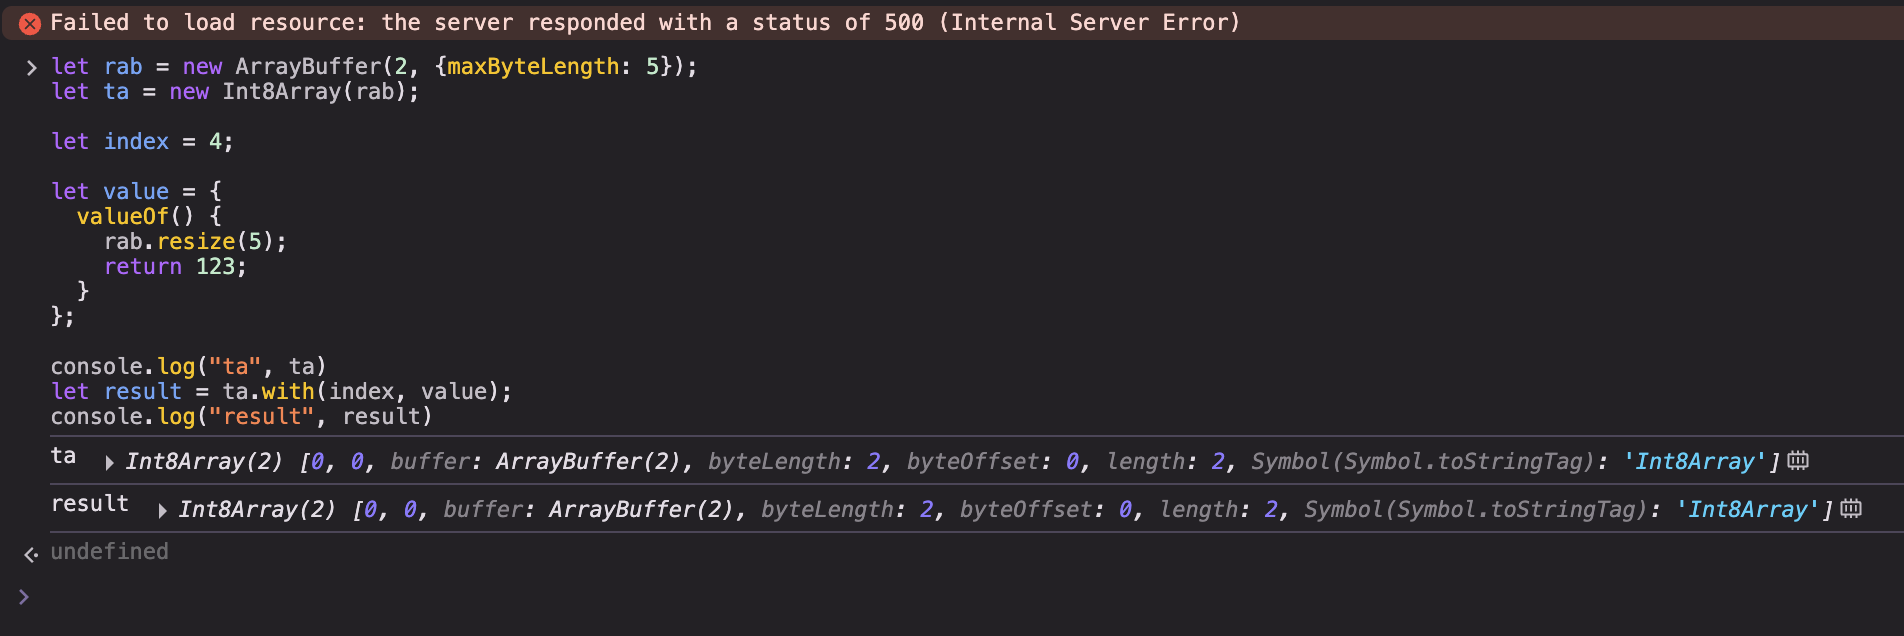 Failed to load resource: the server responded with a status of 500 (Internal Server Error)
let rab = new ArrayBuffer(2, {maxByteLength: 5});
let ta = new Int8Array(rab);
let index = 4;
let value = {
valueOf() {
rab.resize(5);
return 123;
}
};
console.log("ta", ta)
let result = ta.with(index, value);
console.log("result", result)
ta Int8Array(2) [0, 0, buffer: ArrayBuffer(2), byteLength: 2, byteOffset: 0, length: 2, Symbol(Symbol.toStringTag): 'Int8Array']
result Int8Array(2) [0, 0, buffer: ArrayBuffer(2), byteLength: 2, byteOffset: 0, length: 2, Symbol(Symbol.toStringTag): 'Int8Array']
undefined